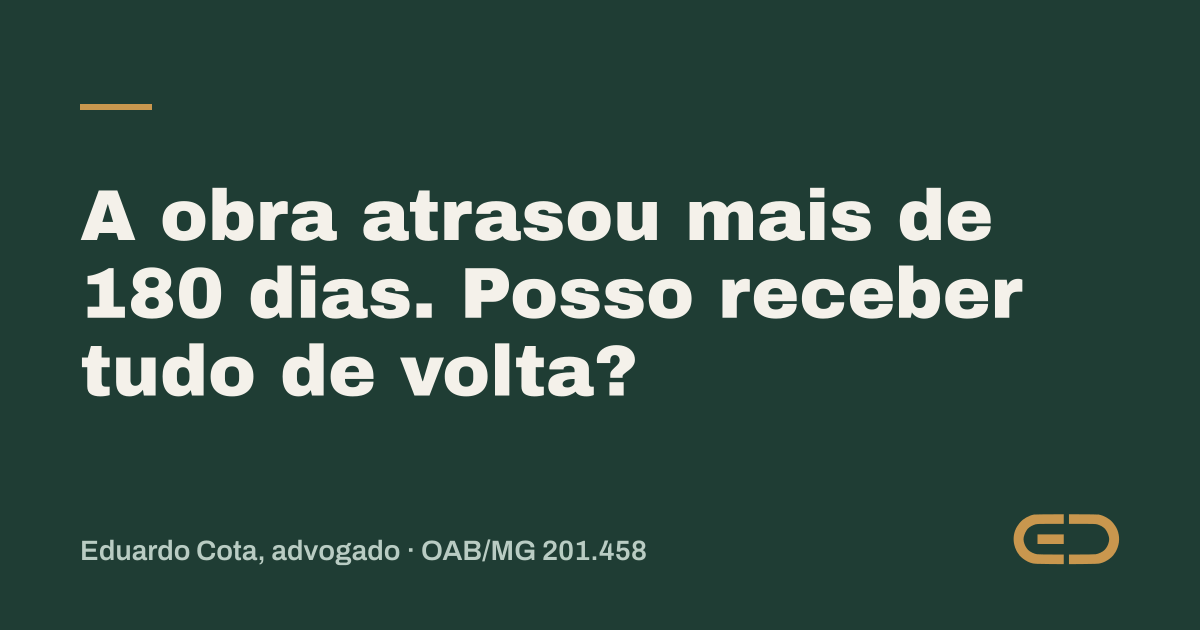 A obra atrasou mais de
180 dias. Posso receber
tudo de volta?
Eduardo Cota, advogado · OAB/MG 201.458